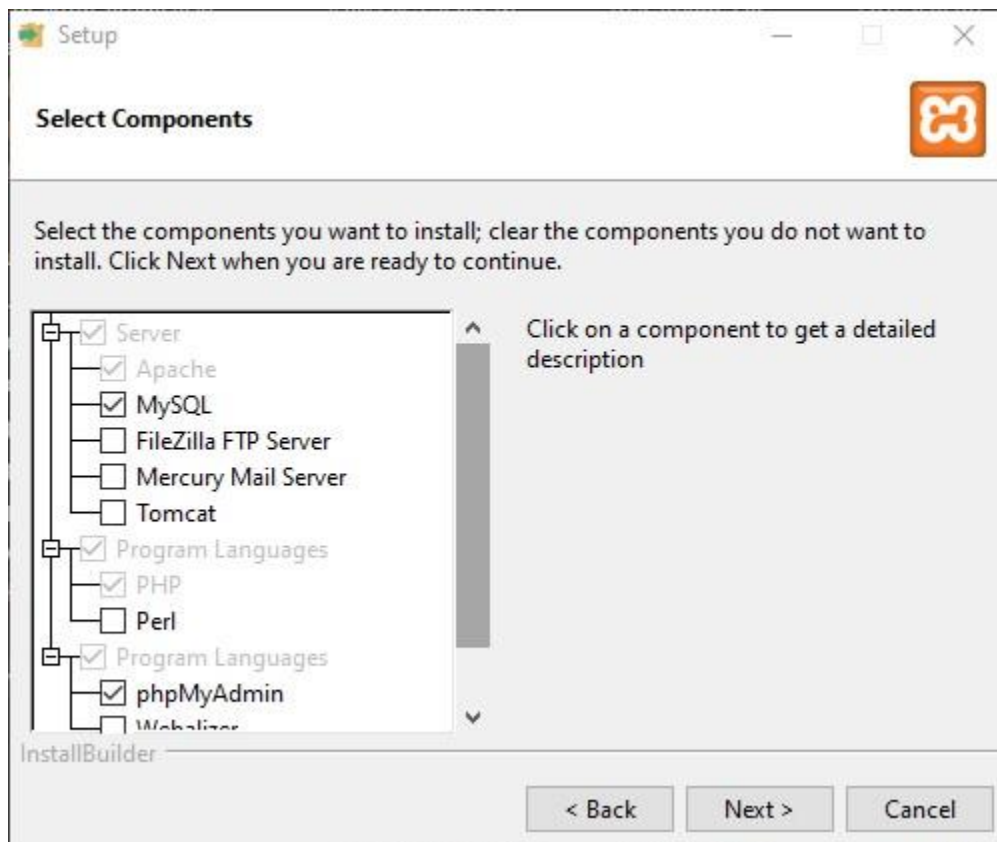 Setup
Select Components
Select the components you want to install; clear the components you do not want to
install. Click Next when you are ready to continue.
Server
Apache
MySQL
FileZilla FTP Server
Mercury Mail Server
Tomcat
Program Languages
PHP
Perl
Program Languages
phpMyAdmin
Webalizer
Click on a component to get a detailed
description
InstallBuilder
< Back
Next >
Cancel